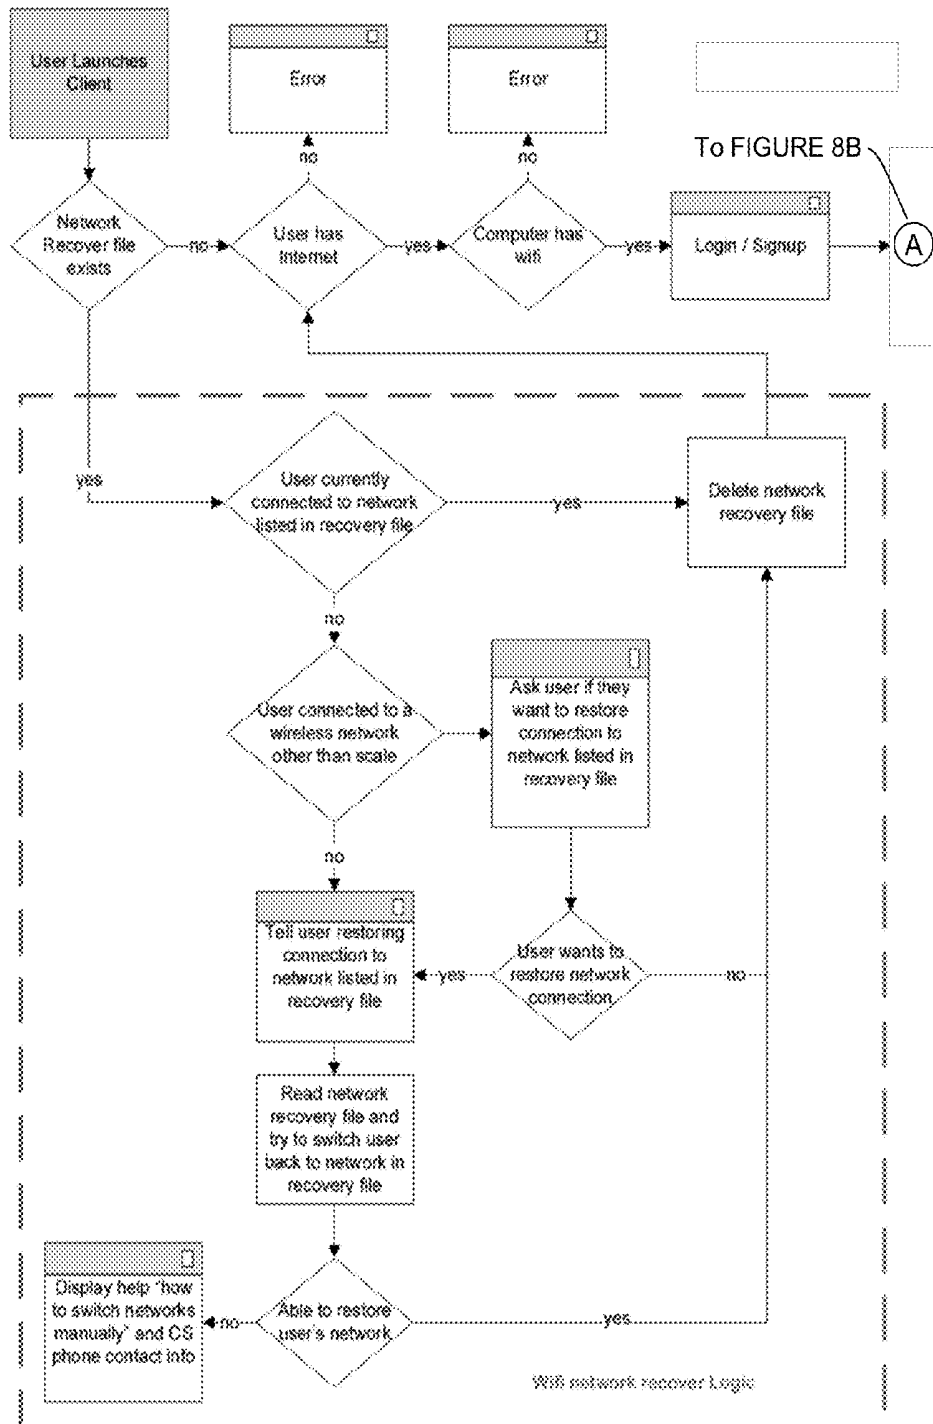 User Launches
Client
Error
Error
no
no
To FIGURE 8B
Network
Recover file
exists
no
User has
Internet
yes
Computer has
wifi
yes
Login / Signup
A
yes
User currently
connected to network
listed in recovery file
yes
Delete network
recovery file
no
User connected to a
wireless network
other than scale
Ask user if they
want to restore
connection to
network listed in
recovery file
no
Tell user restoring
connection to
network listed in
recovery file
yes
User wants to
restore network
connection
no
Read network
recovery file and
try to switch user
back to network in
recovery file
Display help "how
to switch networks
manually" and CS
phone contact info
no
Able to restore
user's network
yes
Wifi network recover Logic